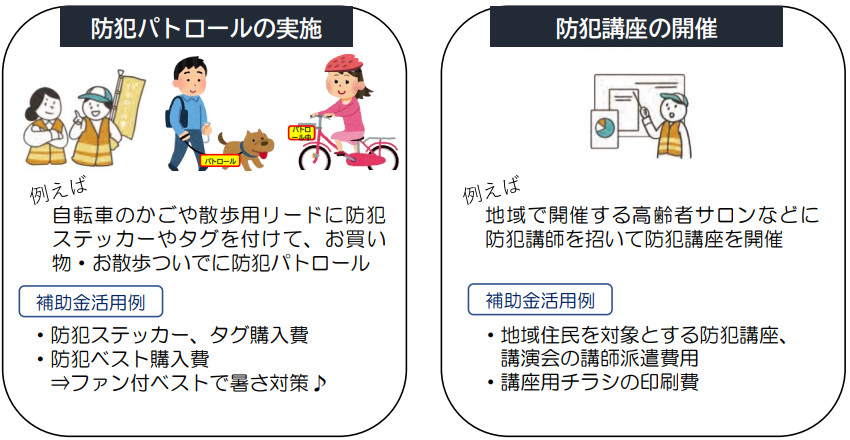 防犯パトロールの実施
パトロール
パトロ
ール中
例えば
自転車のかごや散歩用リードに防犯
ステッカーやタグを付けて、お買い
物・お散歩ついでに防犯パトロール
補助金活用例
・防犯ステッカー、タグ購入費
・防犯ベスト購入費
⇒ファン付ベストで暑さ対策♪
防犯講座の開催
例えば
地域で開催する高齢者サロンなどに
防犯講師を招いて防犯講座を開催
補助金活用例
・地域住民を対象とする防犯講座、
講演会の講師派遣費用
・講座用チラシの印刷費